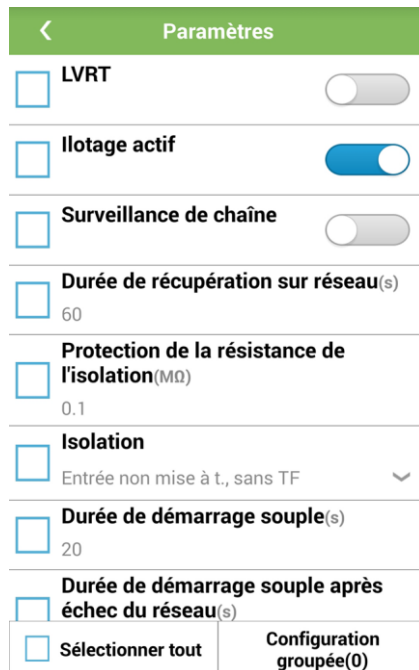 Paramètres
LVRT
Ilotage actif
Surveillance de chaîne
Durée de récupération sur réseau(s)
60
Protection de la résistance de
l'isolation(MΩ)
0.1
Isolation
Entrée non mise à t., sans TF
Durée de démarrage souple(s)
20
Durée de démarrage souple après
échec du réseau(s)
Sélectionner tout
Configuration
groupée(0)